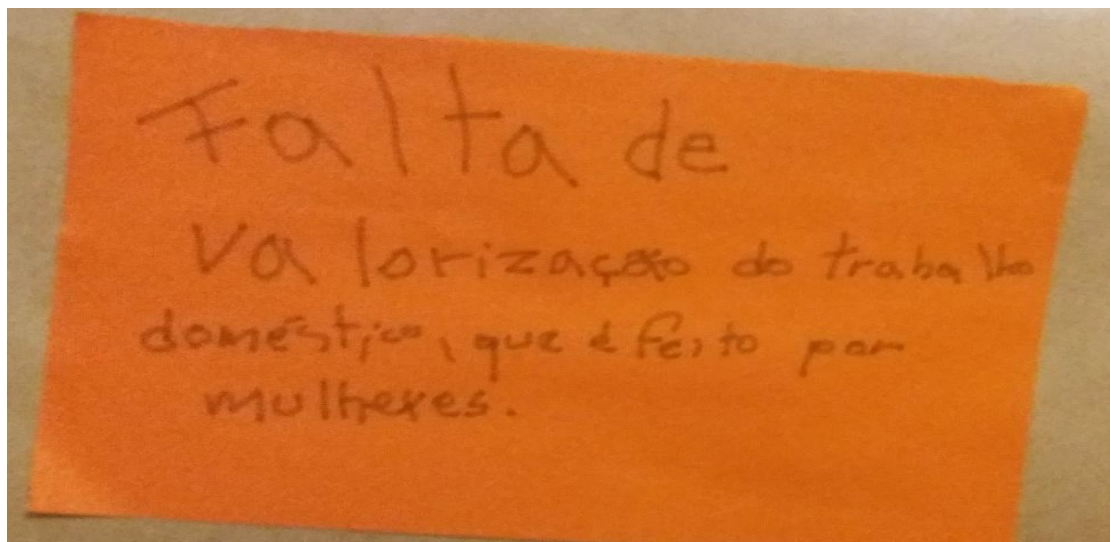 Falta de
valorização do trabalho
doméstico, que é feito por
mulheres.